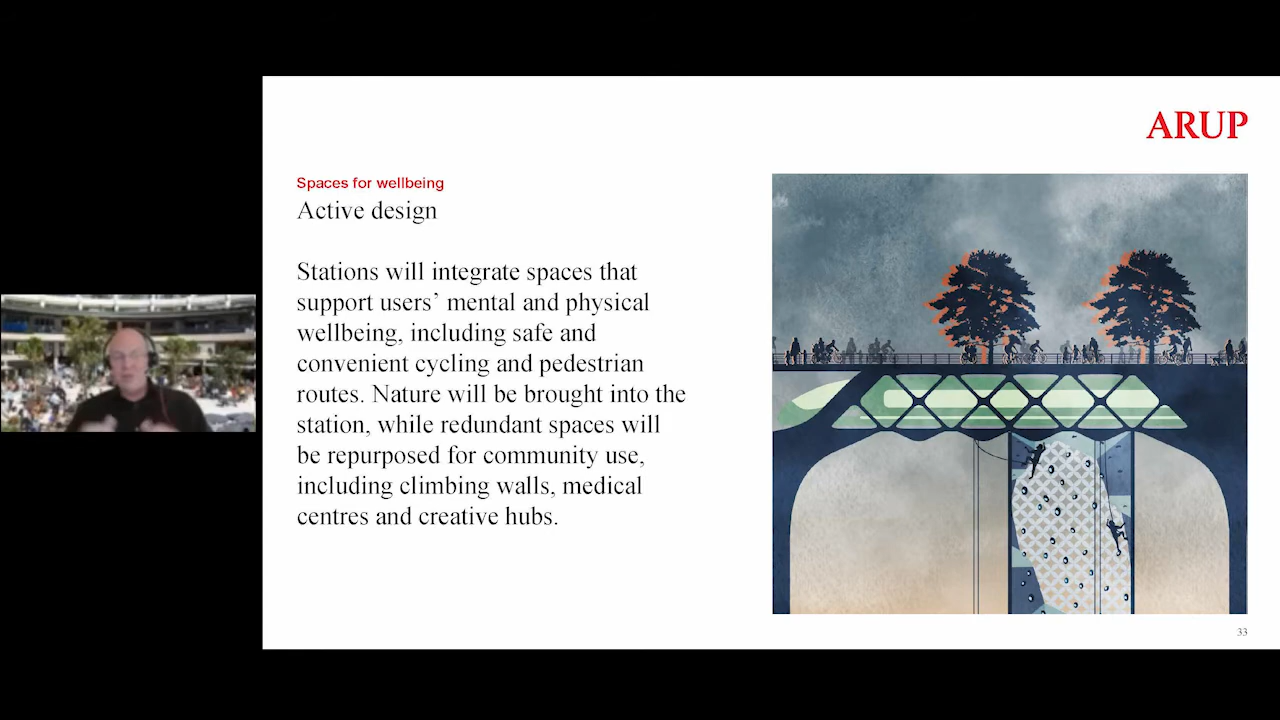 ARUP
Spaces for wellbeing
Active design
Stations will integrate spaces that
support users’ mental and physical
wellbeing, including safe and
convenient cycling and pedestrian
routes. Nature will be brought into the
station, while redundant spaces will
be repurposed for community use,
including climbing walls, medical
centres and creative hubs.
33